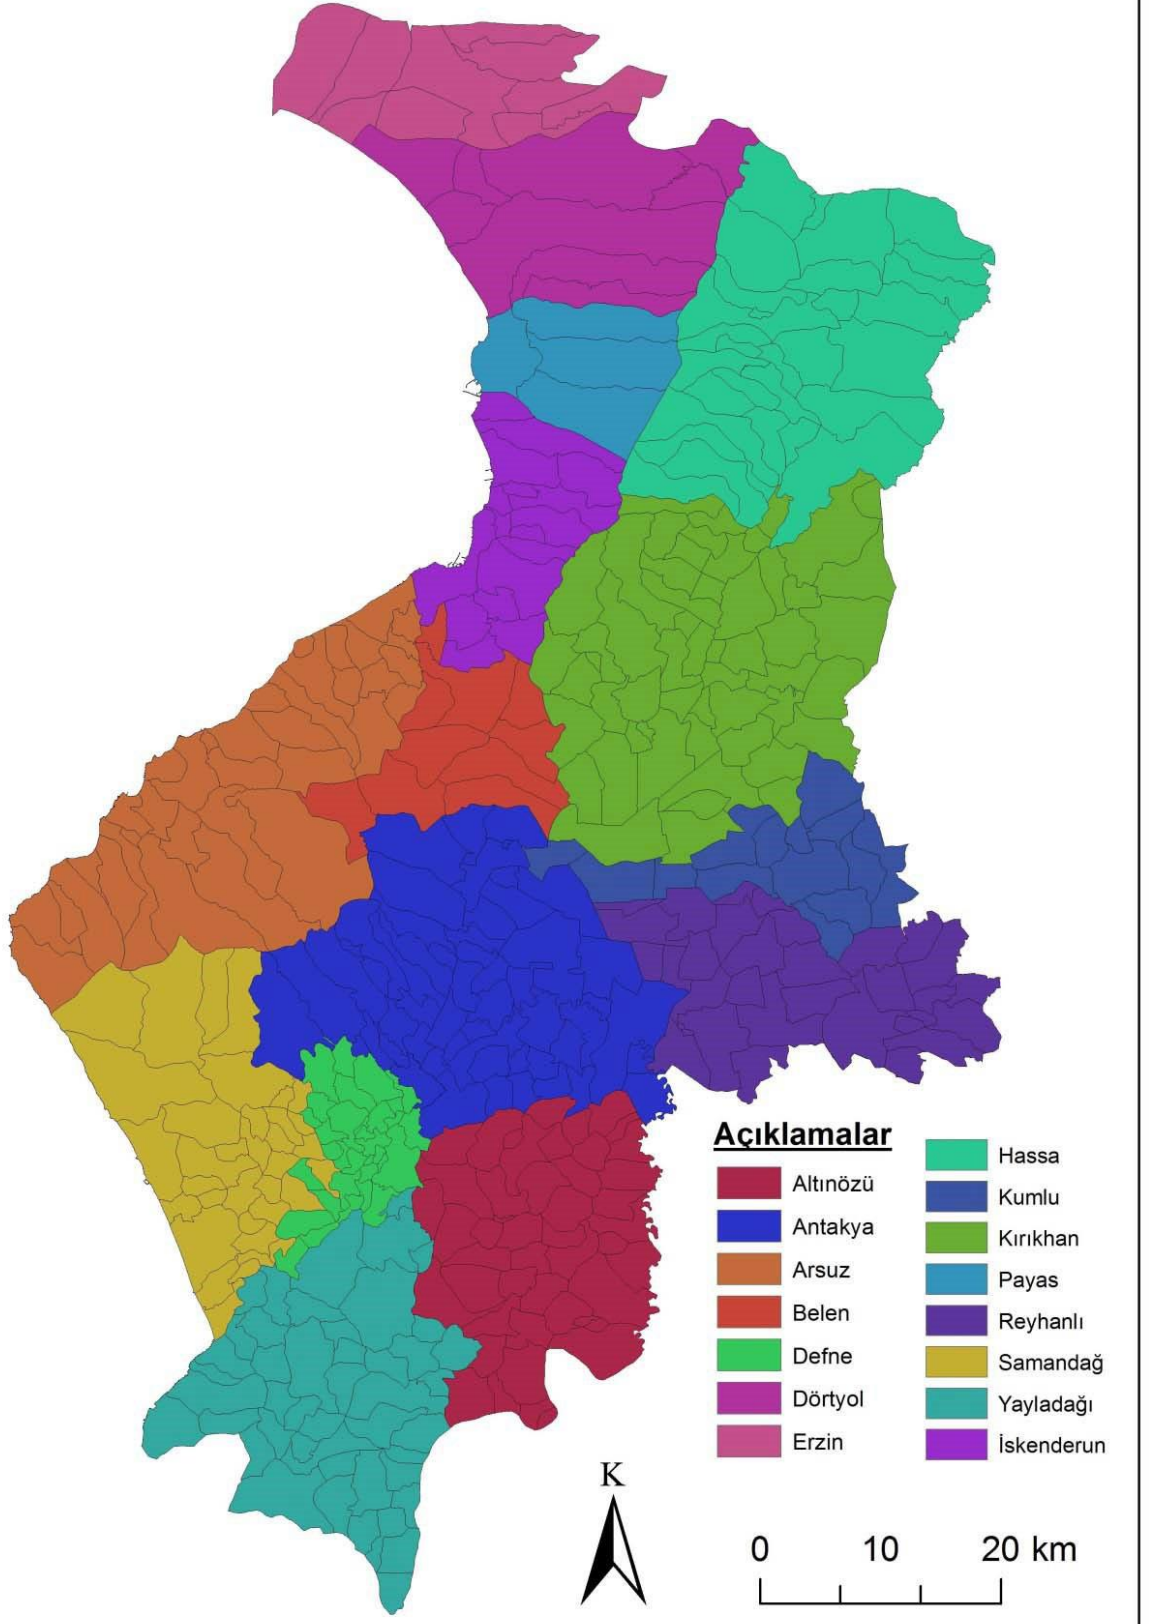 Açıklamalar
Altınözü
Antakya
Arsuz
Belen
Defne
Dörtyol
Erzin
Hassa
Kumlu
Kırıkhan
Payas
Reyhanlı
Samandağ
Yayladağı
İskenderun
K
0 10 20 km